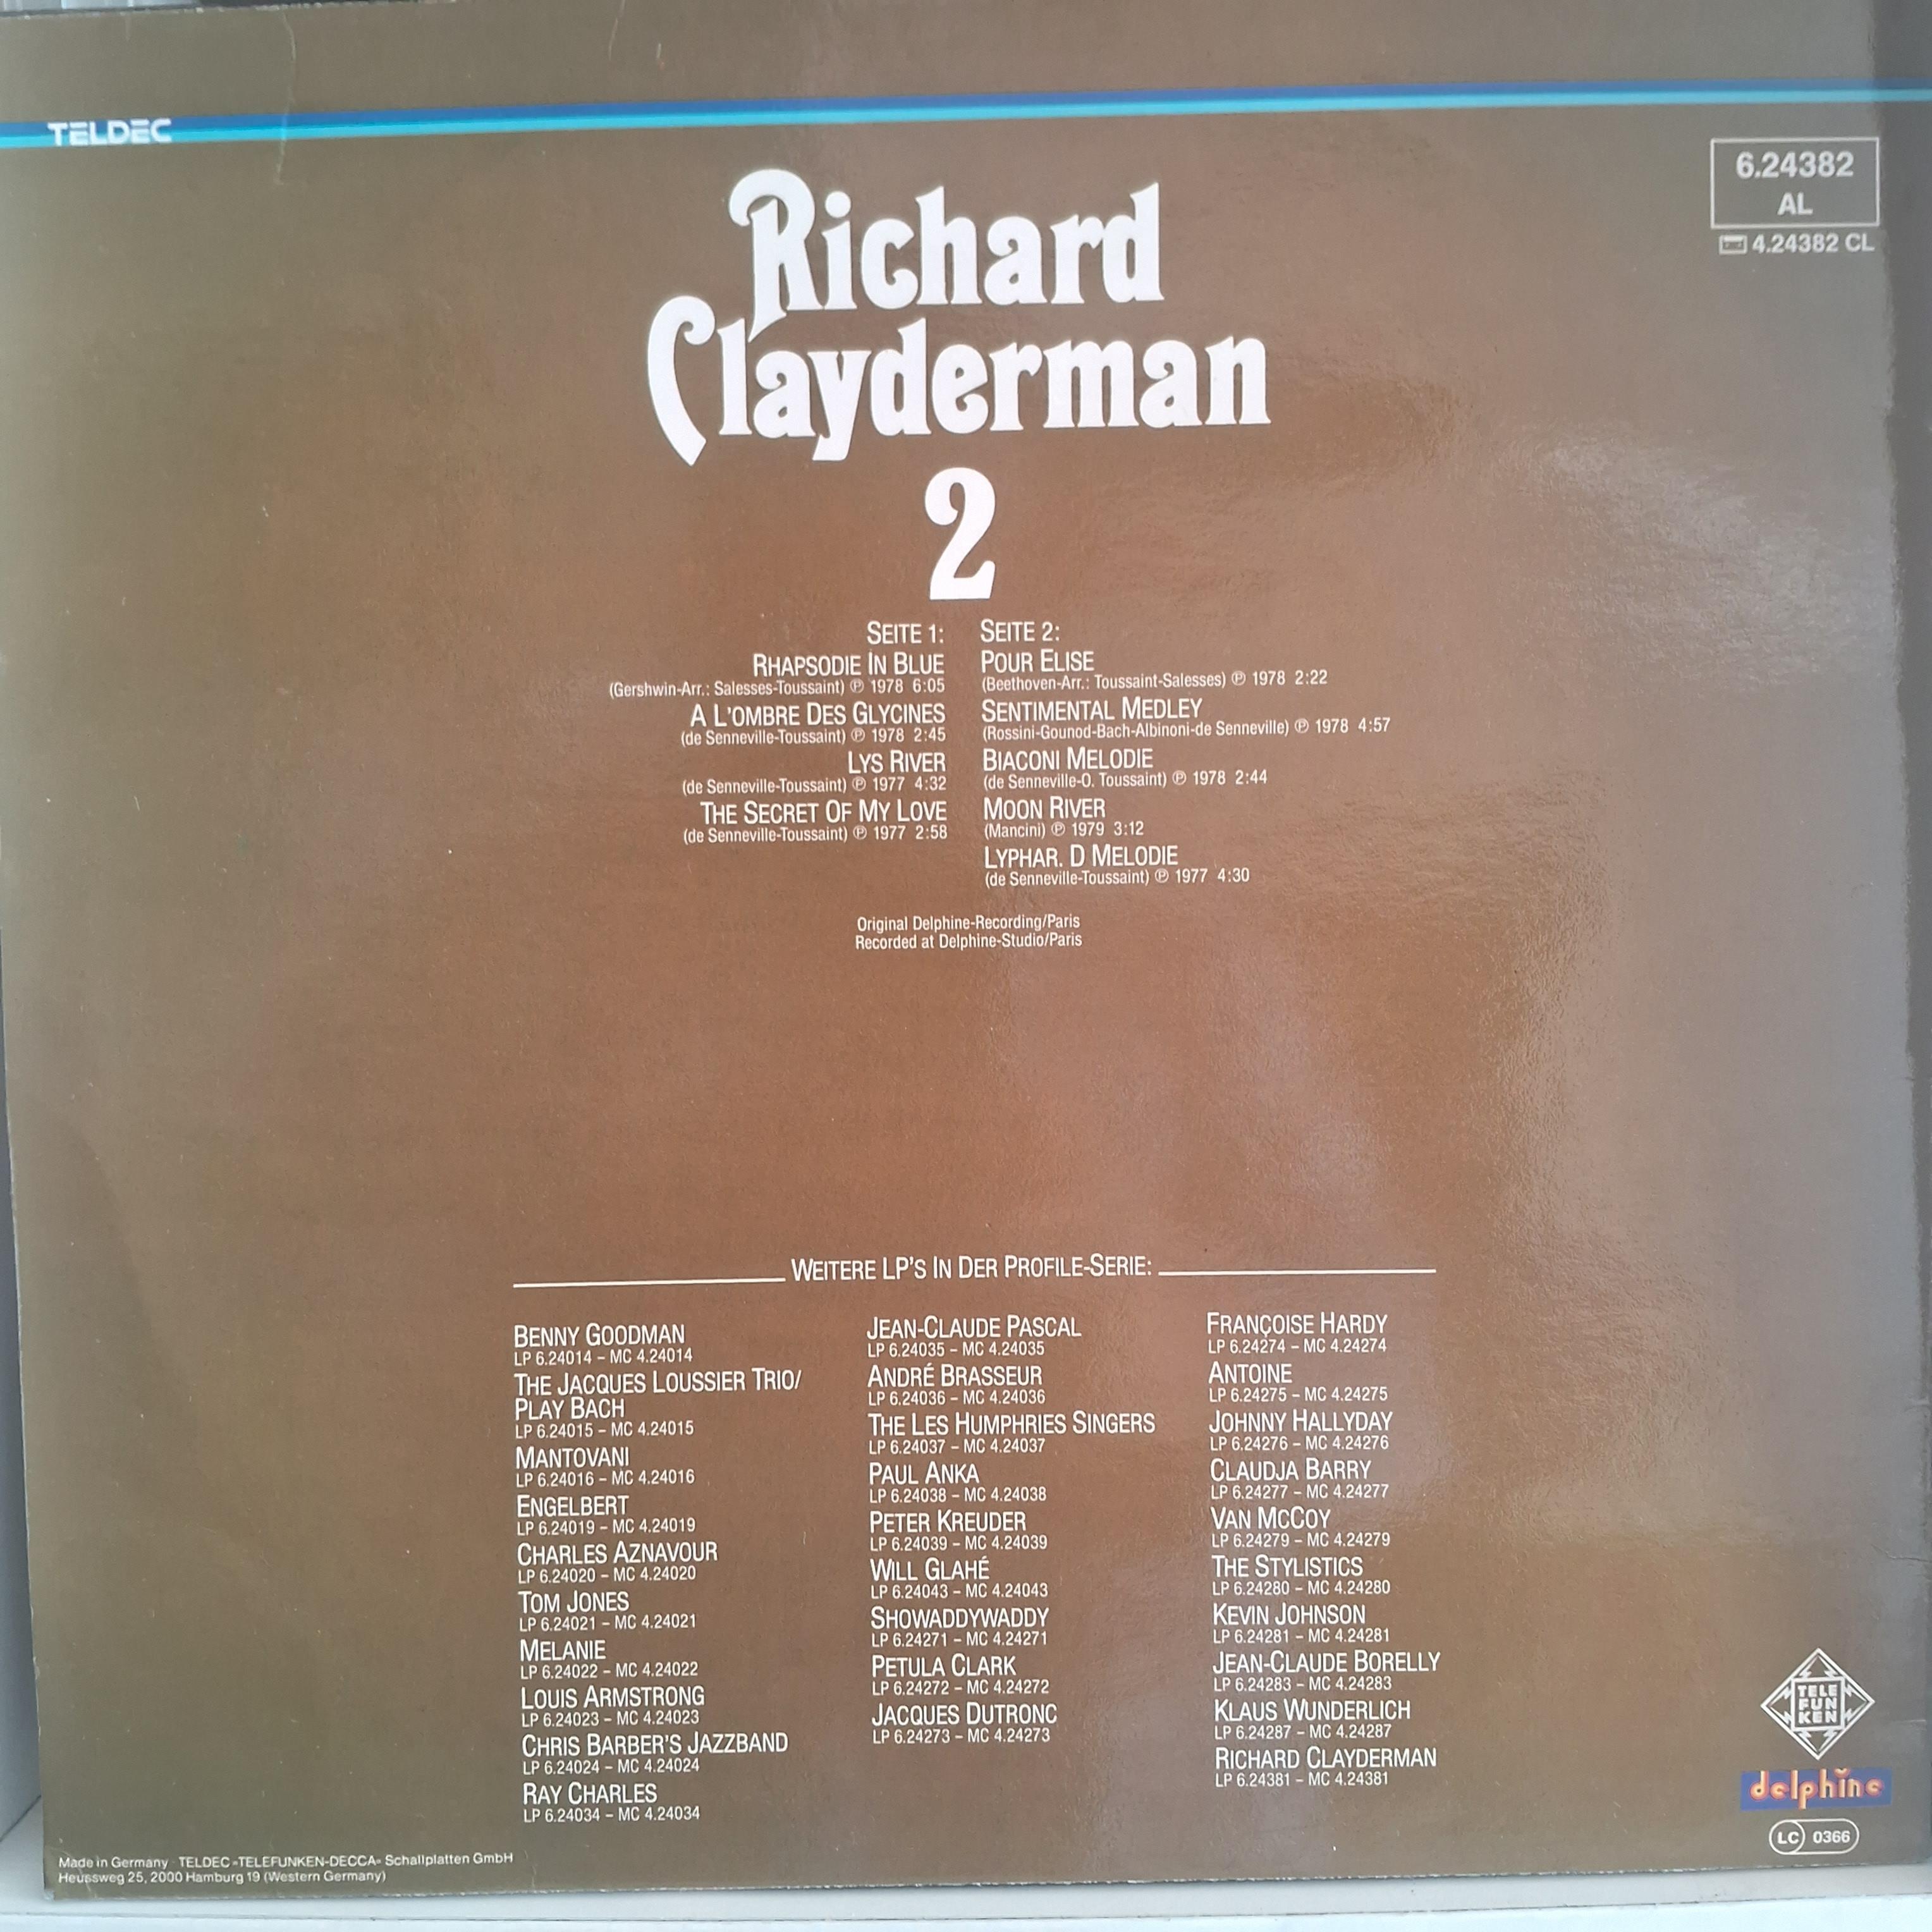 TELDEC
6.24382
AL
4.24382 CL
Richard
Clayderman
2
SEITE 1:
RHAPSODIE IN BLUE
(Gershwin-Arr.: Salesses-Toussaint) ℗ 1978 6:05
A L'OMBRE DES GLYCINES
(de Senneville-Toussaint) ℗ 1978 2:45
LYS RIVER
(de Senneville-Toussaint) ℗ 1977 4:32
THE SECRET OF MY LOVE
(de Senneville-Toussaint) ℗ 1977 2:58
SEITE 2:
POUR ELISE
(Beethoven-Arr.: Toussaint-Salesses) ℗ 1978 2:22
SENTIMENTAL MEDLEY
(Rossini-Gounod-Bach-Albinoni-de Senneville) ℗ 1978 4:57
BIACONI MELODIE
(de Senneville-O. Toussaint) ℗ 1978 2:44
MOON RIVER
(Mancini) ℗ 1979 3:12
LYPHAR. D MELODIE
(de Senneville-Toussaint) ℗ 1977 4:30
Original Delphine-Recording/Paris
Recorded at Delphine-Studio/Paris
WEITERE LP'S IN DER PROFILE-SERIE:
BENNY GOODMAN
LP 6.24014 – MC 4.24014
THE JACQUES LOUSSIER TRIO/
PLAY BACH
LP 6.24015 – MC 4.24015
MANTOVANI
LP 6.24016 – MC 4.24016
ENGELBERT
LP 6.24019 – MC 4.24019
CHARLES AZNAVOUR
LP 6.24020 – MC 4.24020
TOM JONES
LP 6.24021 – MC 4.24021
MELANIE
LP 6.24022 – MC 4.24022
LOUIS ARMSTRONG
LP 6.24023 – MC 4.24023
CHRIS BARBER'S JAZZBAND
LP 6.24024 – MC 4.24024
RAY CHARLES
LP 6.24034 – MC 4.24034
JEAN-CLAUDE PASCAL
LP 6.24035 – MC 4.24035
ANDRÉ BRASSEUR
LP 6.24036 – MC 4.24036
THE LES HUMPHRIES SINGERS
LP 6.24037 – MC 4.24037
PAUL ANKA
LP 6.24038 – MC 4.24038
PETER KREUDER
LP 6.24039 – MC 4.24039
WILL GLAHÉ
LP 6.24043 – MC 4.24043
SHOWADDYWADDY
LP 6.24271 – MC 4.24271
PETULA CLARK
LP 6.24272 – MC 4.24272
JACQUES DUTRONC
LP 6.24273 – MC 4.24273
FRANÇOISE HARDY
LP 6.24274 – MC 4.24274
ANTOINE
LP 6.24275 – MC 4.24275
JOHNNY HALLYDAY
LP 6.24276 – MC 4.24276
CLAUDJA BARRY
LP 6.24277 – MC 4.24277
VAN MCCOY
LP 6.24279 – MC 4.24279
THE STYLISTICS
LP 6.24280 – MC 4.24280
KEVIN JOHNSON
LP 6.24281 – MC 4.24281
JEAN-CLAUDE BORELLY
LP 6.24283 – MC 4.24283
KLAUS WUNDERLICH
LP 6.24287 – MC 4.24287
RICHARD CLAYDERMAN
LP 6.24381 – MC 4.24381
TELE
FUN
KEN
delphine
LC 0366
Made in Germany · TELDEC »TELEFUNKEN-DECCA« Schallplatten GmbH
Heussweg 25, 2000 Hamburg 19 (Western Germany)